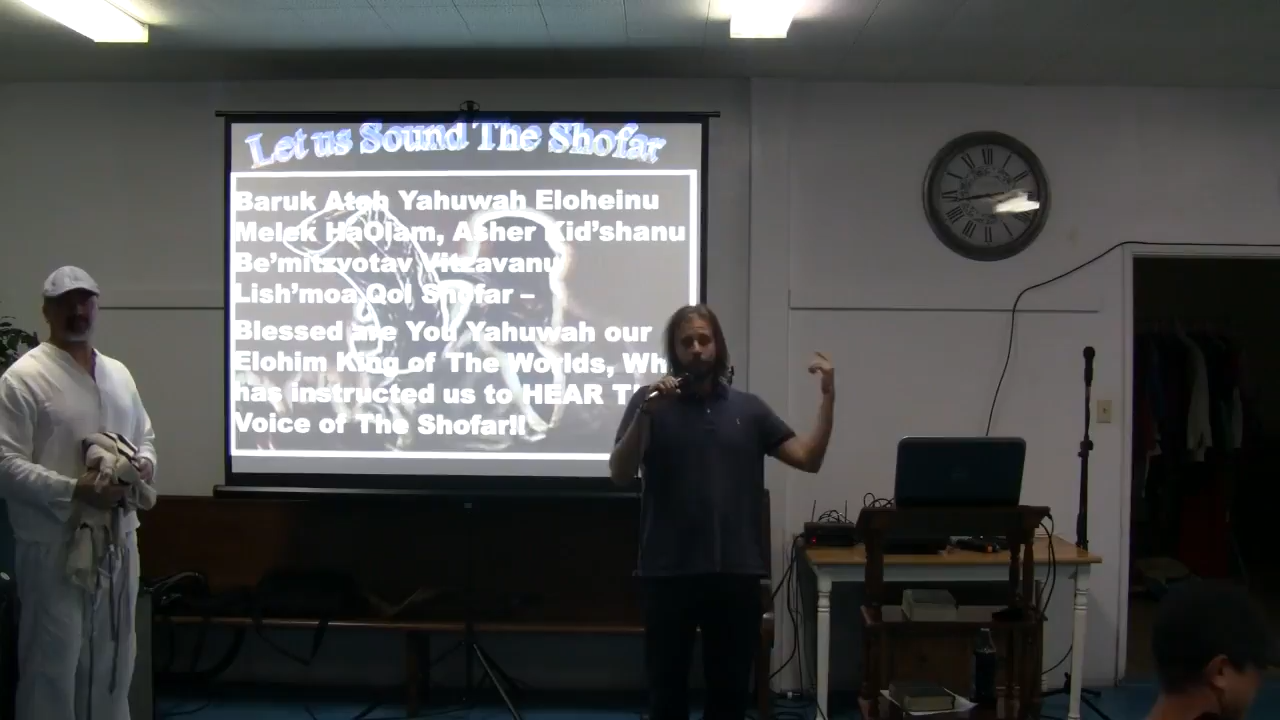 Let us Sound The Shofar
Baruk Atah Yahuwah Eloheinu
Melek HaOlam, Asher Kid'shanu
Be'mitzvotav Vitzavanu
Lish'moa Qol Shofar –
Blessed are You Yahuwah our
Elohim King of The Worlds,
has instructed us to HEAR
Voice of The Shofar!!